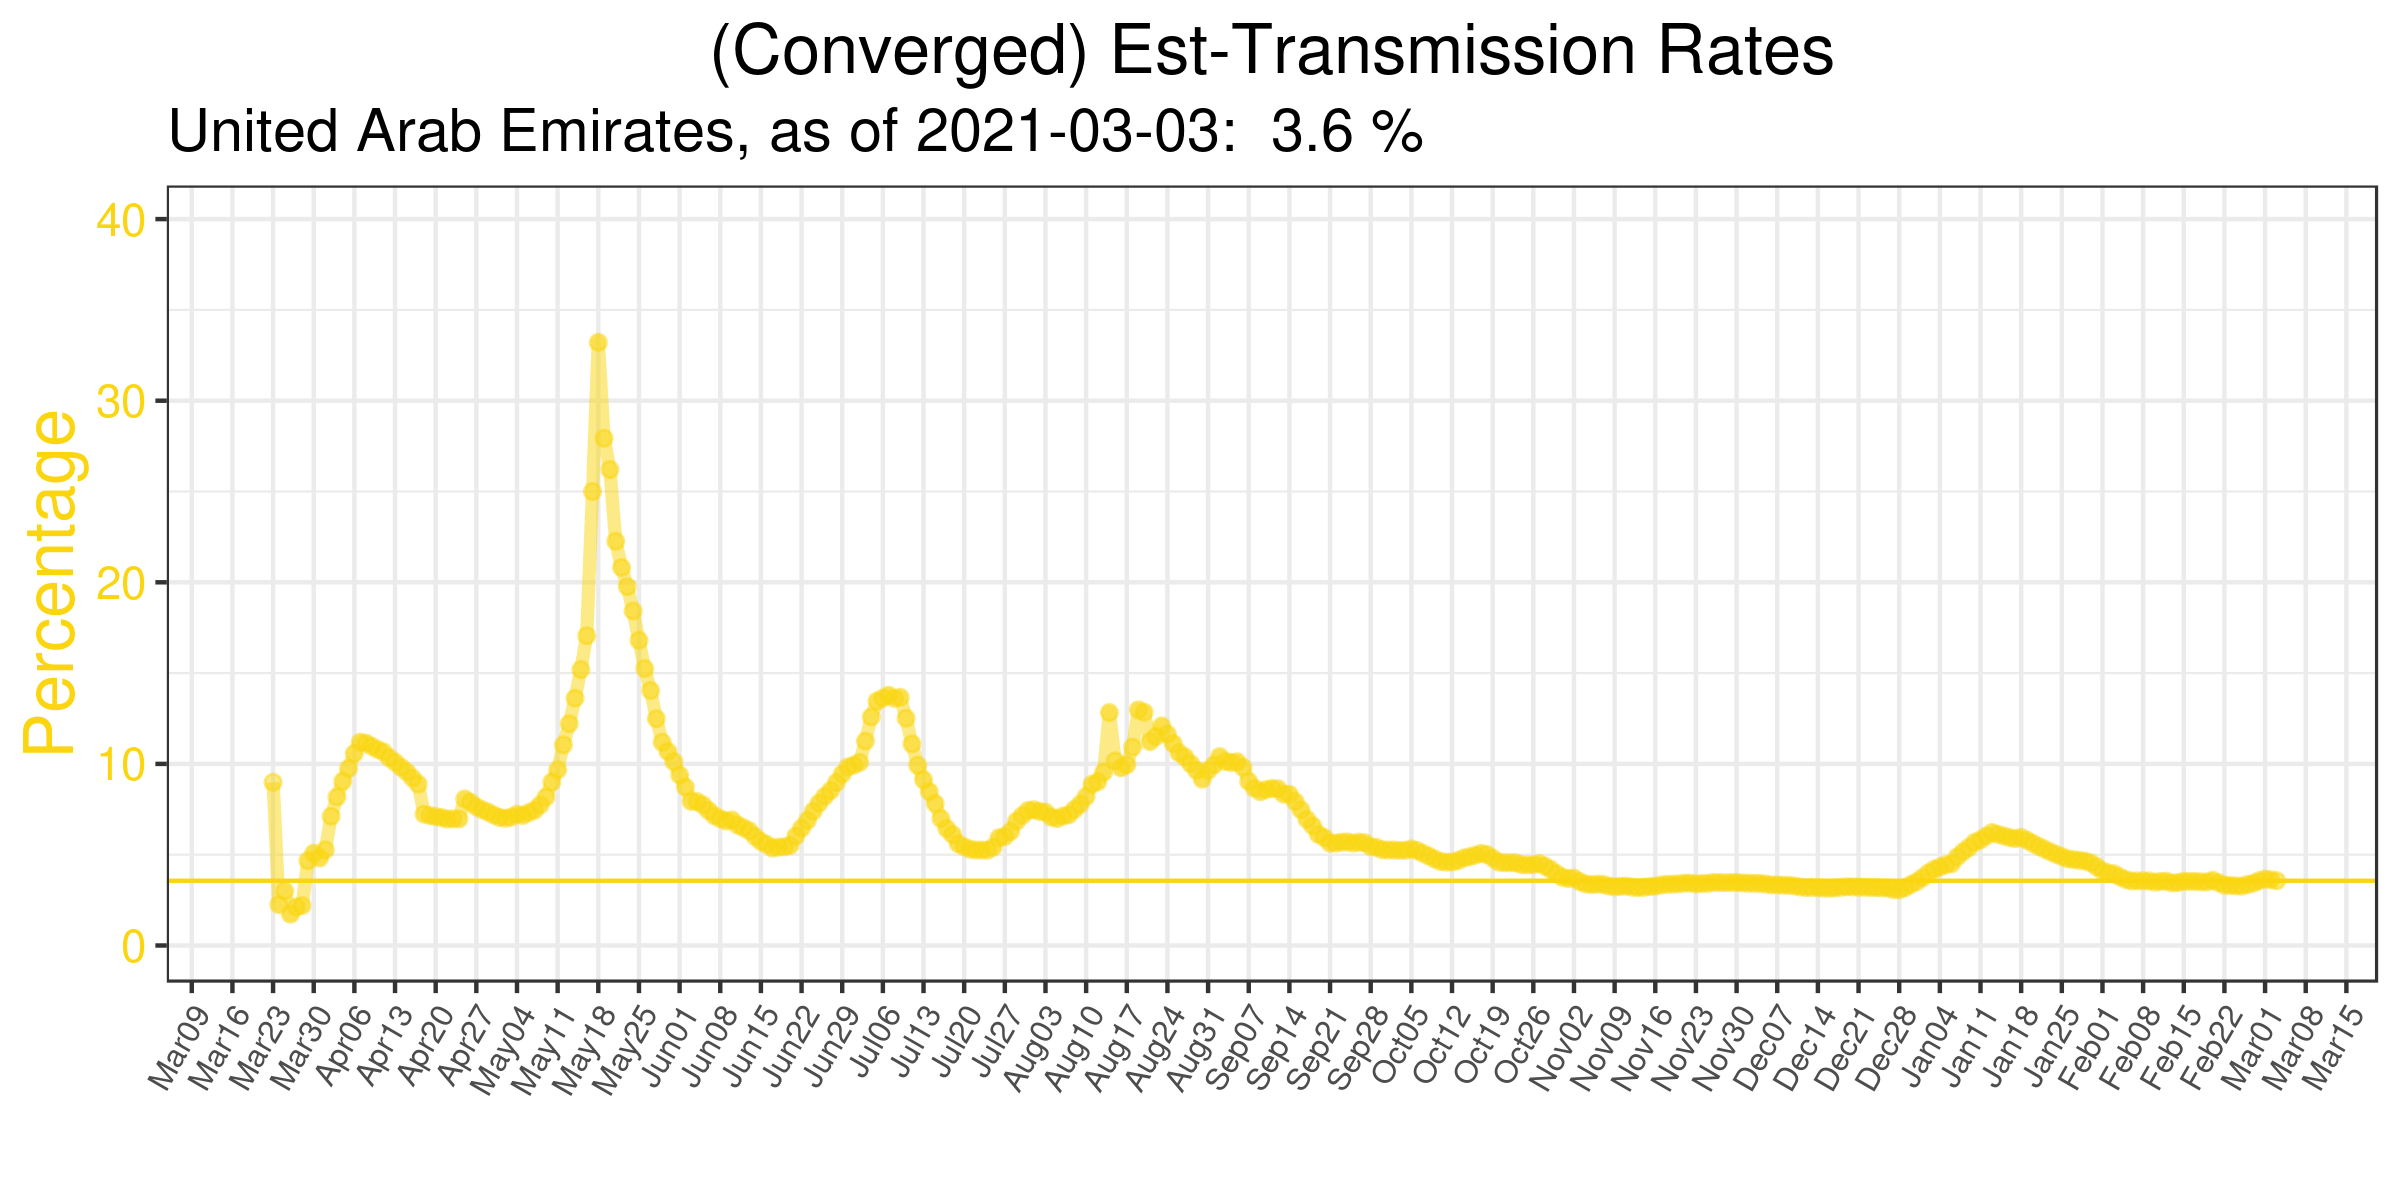 (Converged) Est-Transmission Rates
United Arab Emirates, as of 2021-03-03:  3.6 %
Percentage
40
30
20
10
0
Mar09
Mar16
Mar23
Mar30
Apr06
Apr13
Apr20
Apr27
May04
May11
May18
May25
Jun01
Jun08
Jun15
Jun22
Jun29
Jul06
Jul13
Jul20
Jul27
Aug03
Aug10
Aug17
Aug24
Aug31
Sep07
Sep14
Sep21
Sep28
Oct05
Oct12
Oct19
Oct26
Nov02
Nov09
Nov16
Nov23
Nov30
Dec07
Dec14
Dec21
Dec28
Jan04
Jan11
Jan18
Jan25
Feb01
Feb08
Feb15
Feb22
Mar01
Mar08
Mar15